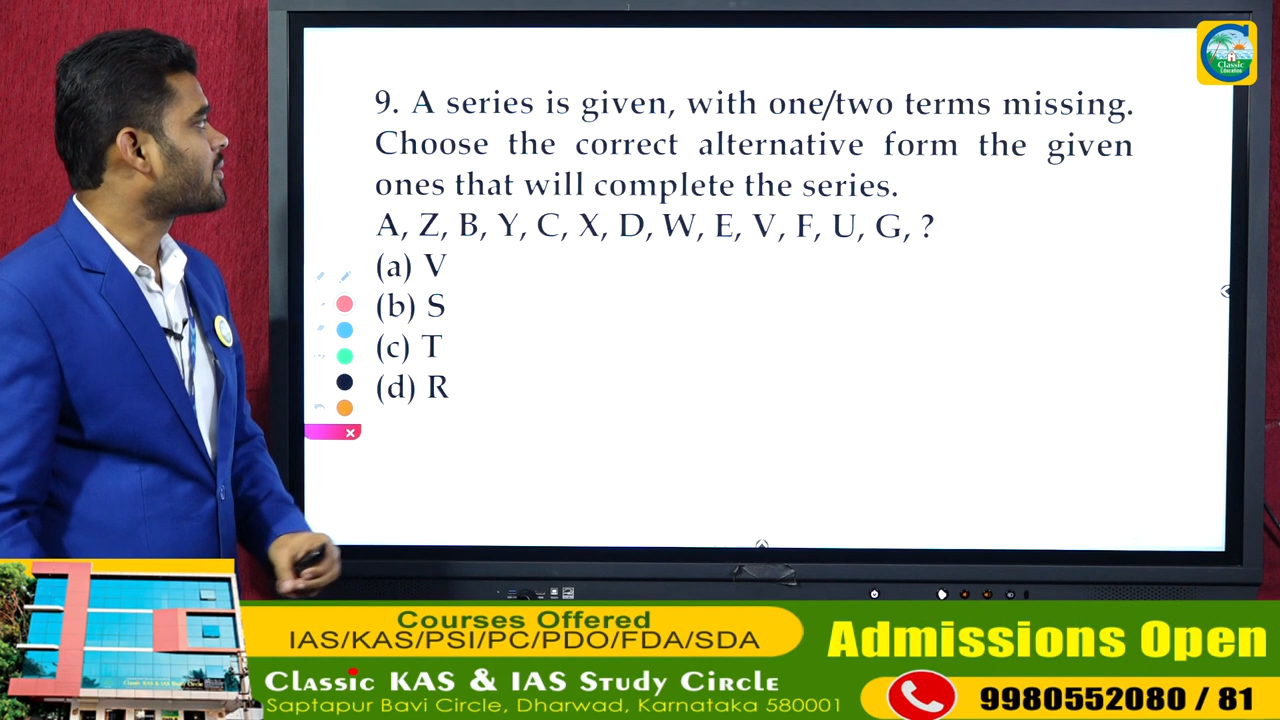 9. A series is given, with one/two terms missing.
Choose the correct alternative form the given
ones that will complete the series.
A, Z, B, Y, C, X, D, W, E, V, F, U, G, ?
(a) V
(b) S
(c) T
(d) R
Classic
Education
Courses Offered
IAS/KAS/PSI/PC/PDO/FDA/SDA
Admissions Open
Classic KAS & IAS Study Circle
Saptapur Bavi Circle, Dharwad, Karnataka 580001
9980552080 / 81